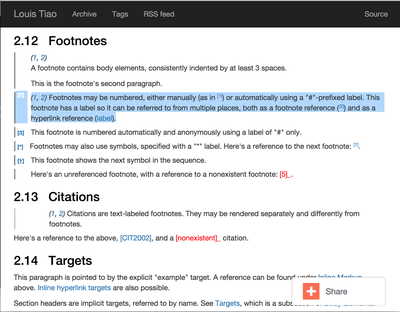 Louis Tiao Archive Tags RSS feed Source
2.12 Footnotes
(1, 2)
A footnote contains body elements, consistently indented by at least 3 spaces.
This is the footnote's second paragraph.
[2] (1, 2) Footnotes may be numbered, either manually (as in [1]) or automatically using a "#"-prefixed label. This
footnote has a label so it can be referred to from multiple places, both as a footnote reference ([2]) and as a
hyperlink reference (label).
[3] This footnote is numbered automatically and anonymously using a label of "#" only.
[*] Footnotes may also use symbols, specified with a "*" label. Here's a reference to the next footnote: [†].
[†] This footnote shows the next symbol in the sequence.
Here's an unreferenced footnote, with a reference to a nonexistent footnote: [5]_.
2.13 Citations
(1, 2) Citations are text-labeled footnotes. They may be rendered separately and differently from
footnotes.
Here's a reference to the above, [CIT2002], and a [nonexistent]_ citation.
2.14 Targets
This paragraph is pointed to by the explicit "example" target. A reference can be found under Inline Markup
above. Inline hyperlink targets are also possible.
Section headers are implicit targets, referred to by name. See Targets, which is a
Share